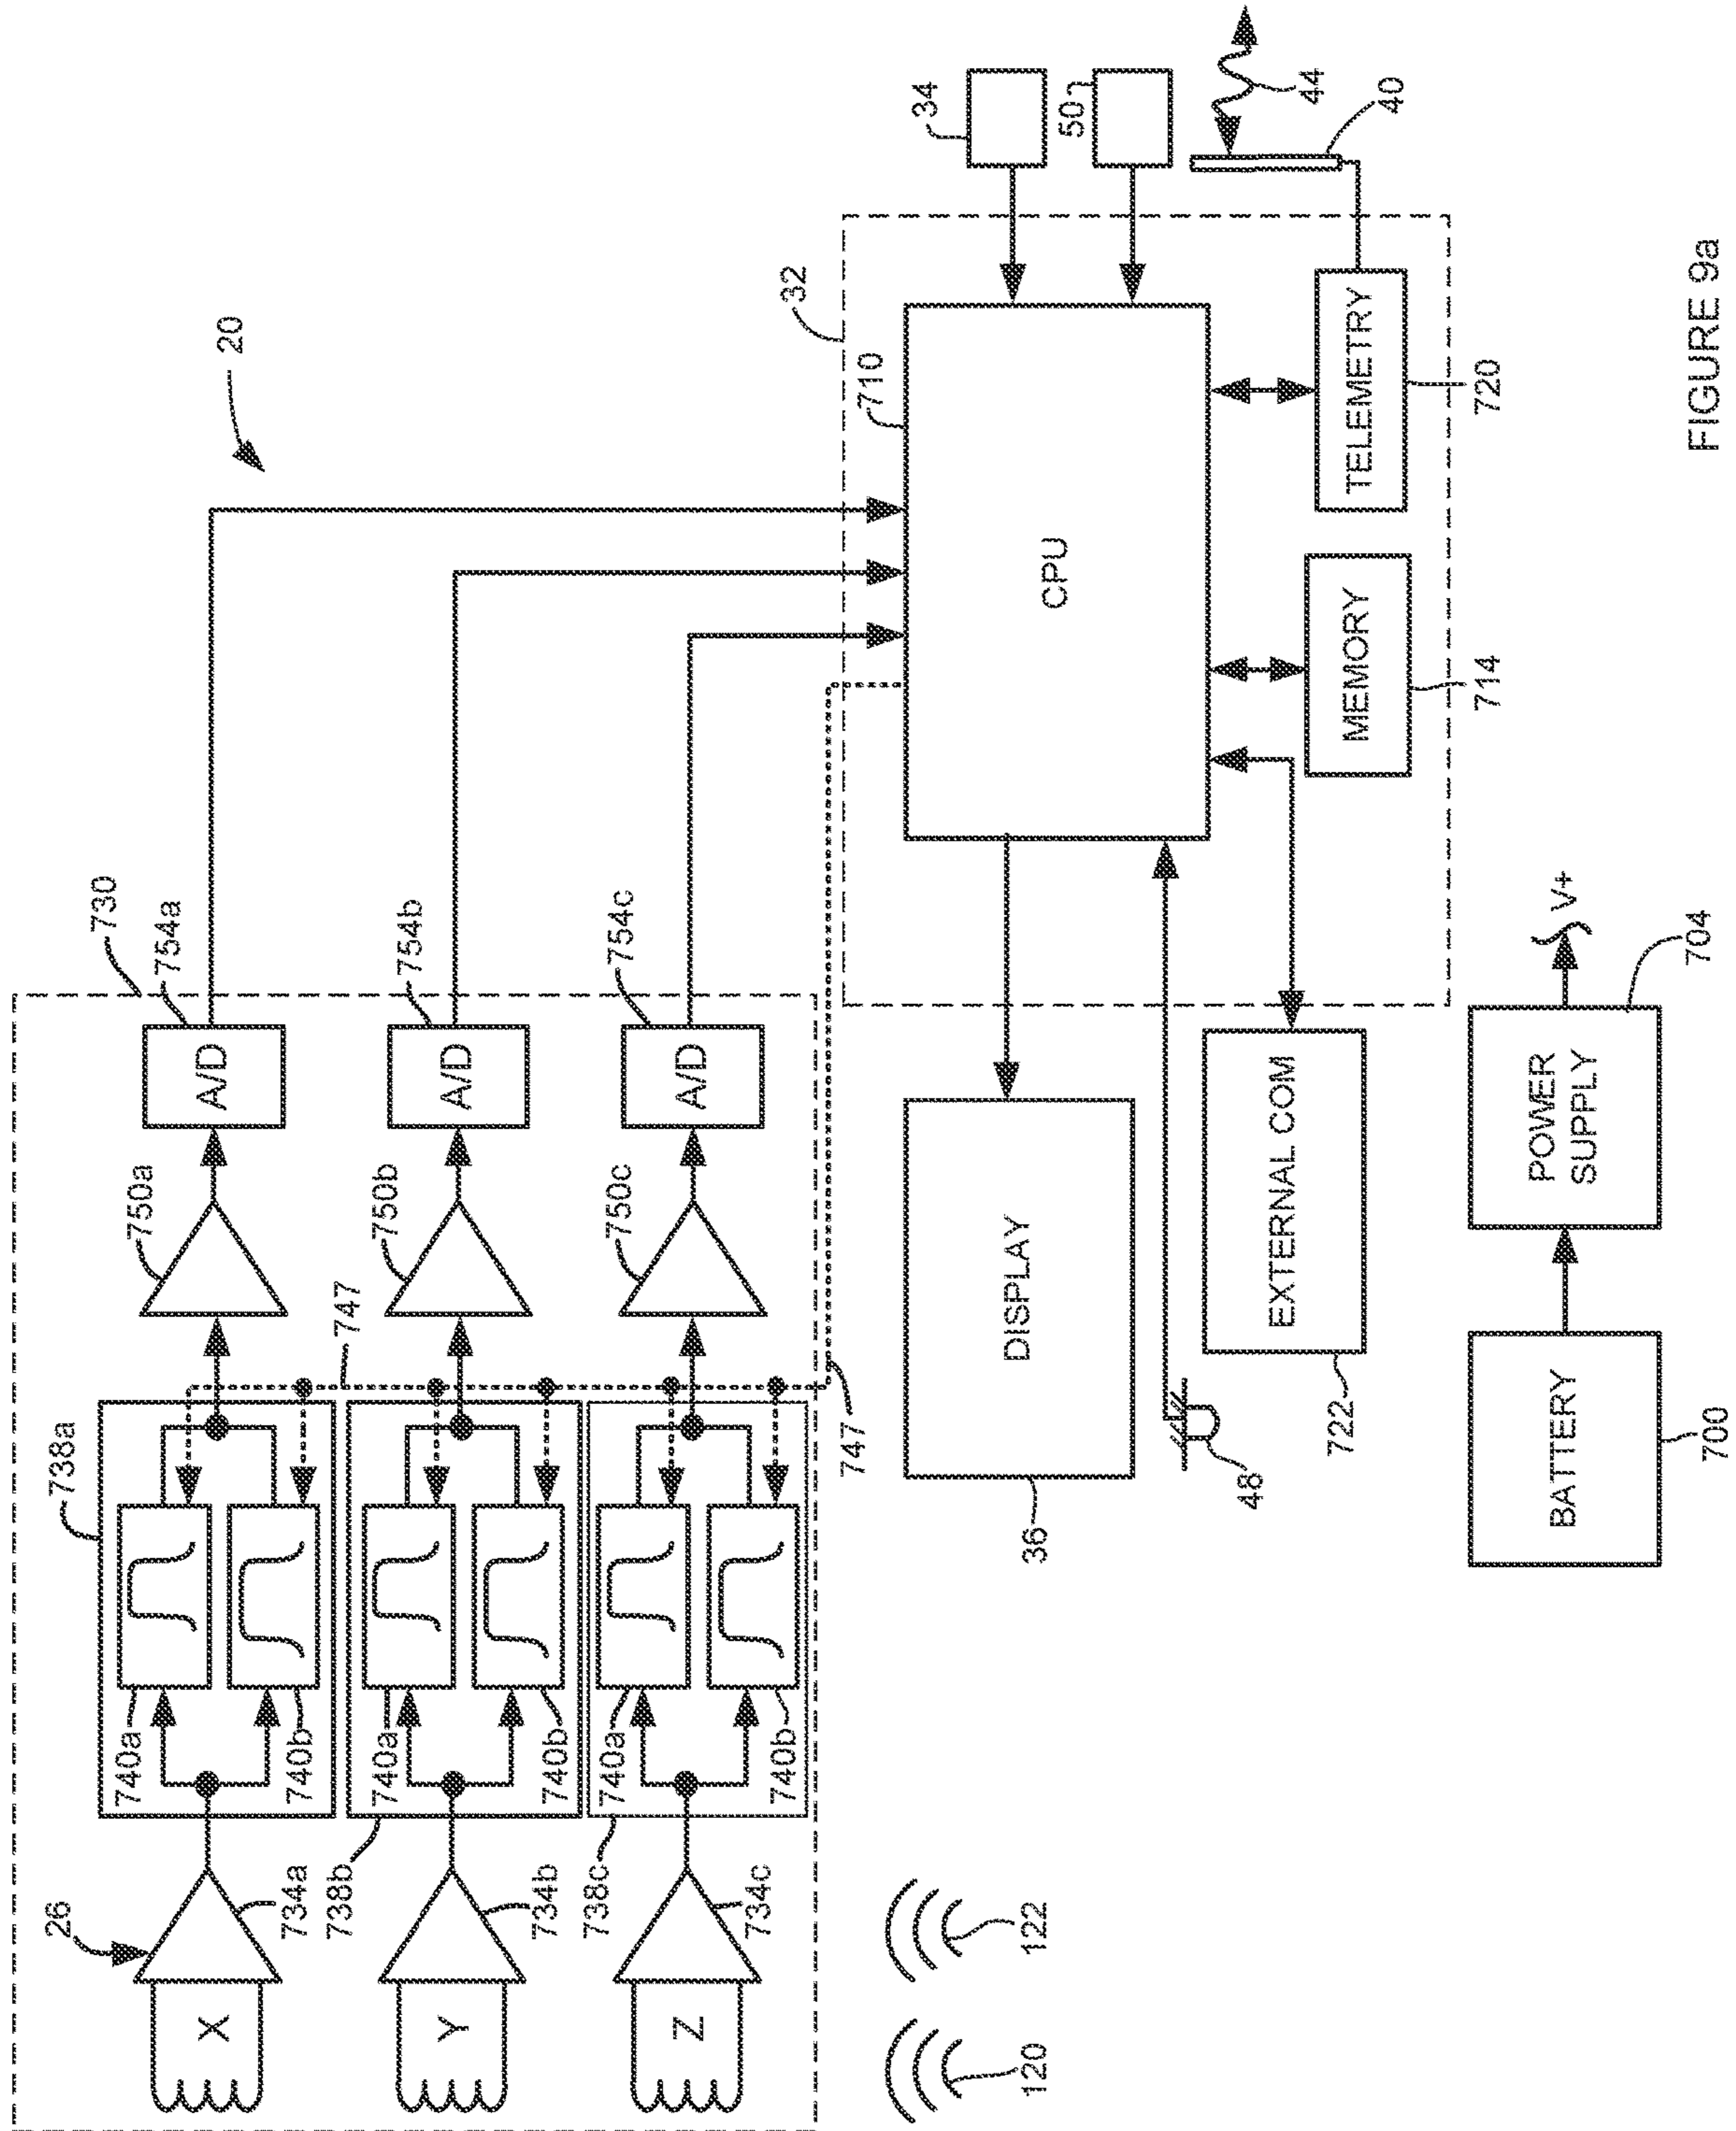 20
730
754a
A/D
750a
738a
740a
740b
734a
26
X
754b
A/D
750b
747
740a
740b
738b
734b
Y
754c
A/D
750c
740a
740b
738c
734c
Z
747
120
122
32
710
CPU
34
50
44
40
TELEMETRY
720
MEMORY
714
DISPLAY
36
48
EXTERNAL COM
722
BATTERY
700
POWER
SUPPLY
704
V+
FIGURE 9a